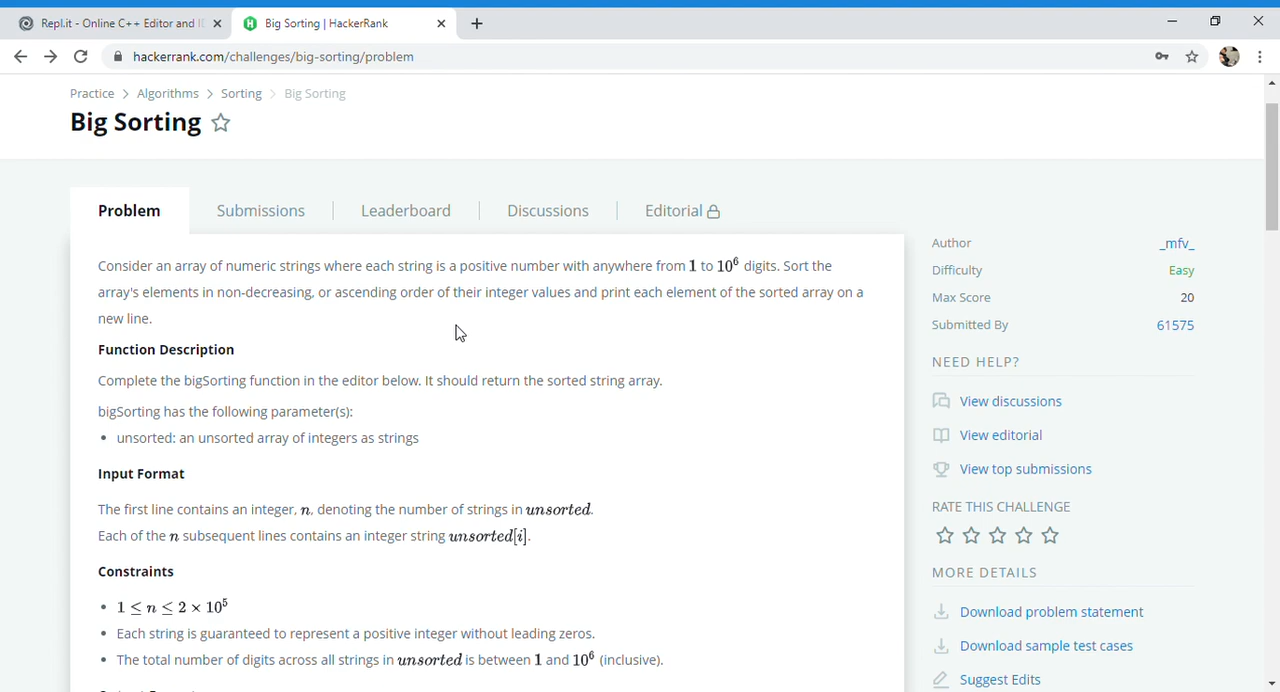 Repl.it - Online C++ Editor and I
Big Sorting | HackerRank
hackerrank.com/challenges/big-sorting/problem
Practice > Algorithms > Sorting > Big Sorting
Big Sorting
Problem
Submissions
Leaderboard
Discussions
Editorial
Consider an array of numeric strings where each string is a positive number with anywhere from 1 to 10⁶ digits. Sort the
array's elements in non-decreasing, or ascending order of their integer values and print each element of the sorted array on a
new line.
Function Description
Complete the bigSorting function in the editor below. It should return the sorted string array.
bigSorting has the following parameter(s):
• unsorted: an unsorted array of integers as strings
Input Format
The first line contains an integer, n, denoting the number of strings in unsorted.
Each of the n subsequent lines contains an integer string unsorted[i].
Constraints
• 1 ≤ n ≤ 2 × 10⁵
• Each string is guaranteed to represent a positive integer without leading zeros.
• The total number of digits across all strings in unsorted is between 1 and 10⁶ (inclusive).
Author _mfv_
Difficulty Easy
Max Score 20
Submitted By 61575
NEED HELP?
View discussions
View editorial
View top submissions
RATE THIS CHALLENGE
MORE DETAILS
Download problem statement
Download sample test cases
Suggest Edits